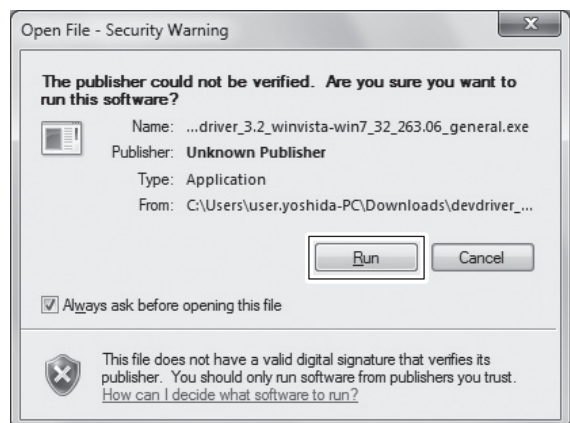 Open File - Security Warning
The publisher could not be verified. Are you sure you want to
run this software?
Name: ...driver_3.2_winvista-win7_32_263.06_general.exe
Publisher: Unknown Publisher
Type: Application
From: C:\Users\user.yoshida-PC\Downloads\devdriver_...
Run Cancel
Always ask before opening this file
This file does not have a valid digital signature that verifies its
publisher. You should only run software from publishers you trust.
How can I decide what software to run?